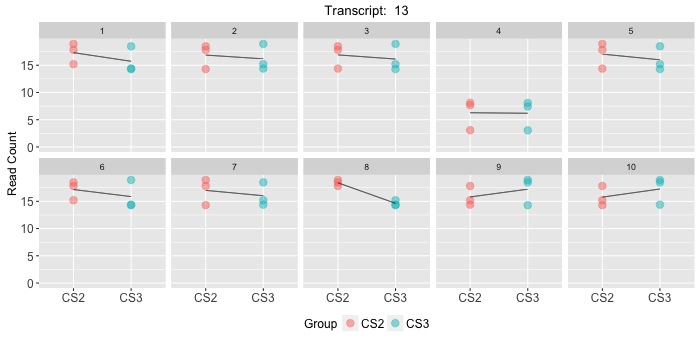 Transcript: 13
1 2 3 4 5
15
10
5
0
Read Count
6 7 8 9 10
15
10
5
0
CS2 CS3 CS2 CS3 CS2 CS3 CS2 CS3 CS2 CS3
Group CS2 CS3